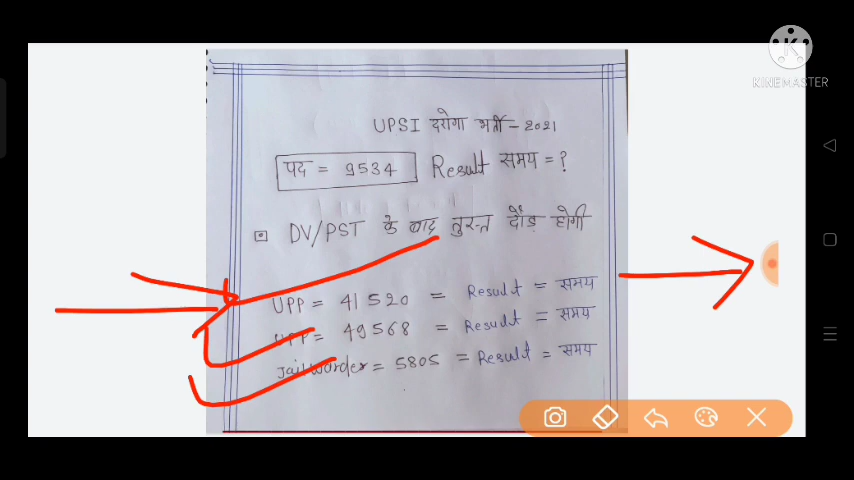 KINEMASTER
UPSI दरोगा भर्ती - 2021
पद = 9534 Result समय = ?
DV/PST के बाद तुरन्त दौड़ होगी
UPP = 41520 = Result = समय
UPP = 49568 = Result = समय
Jailwarder = 5805 = Result = समय